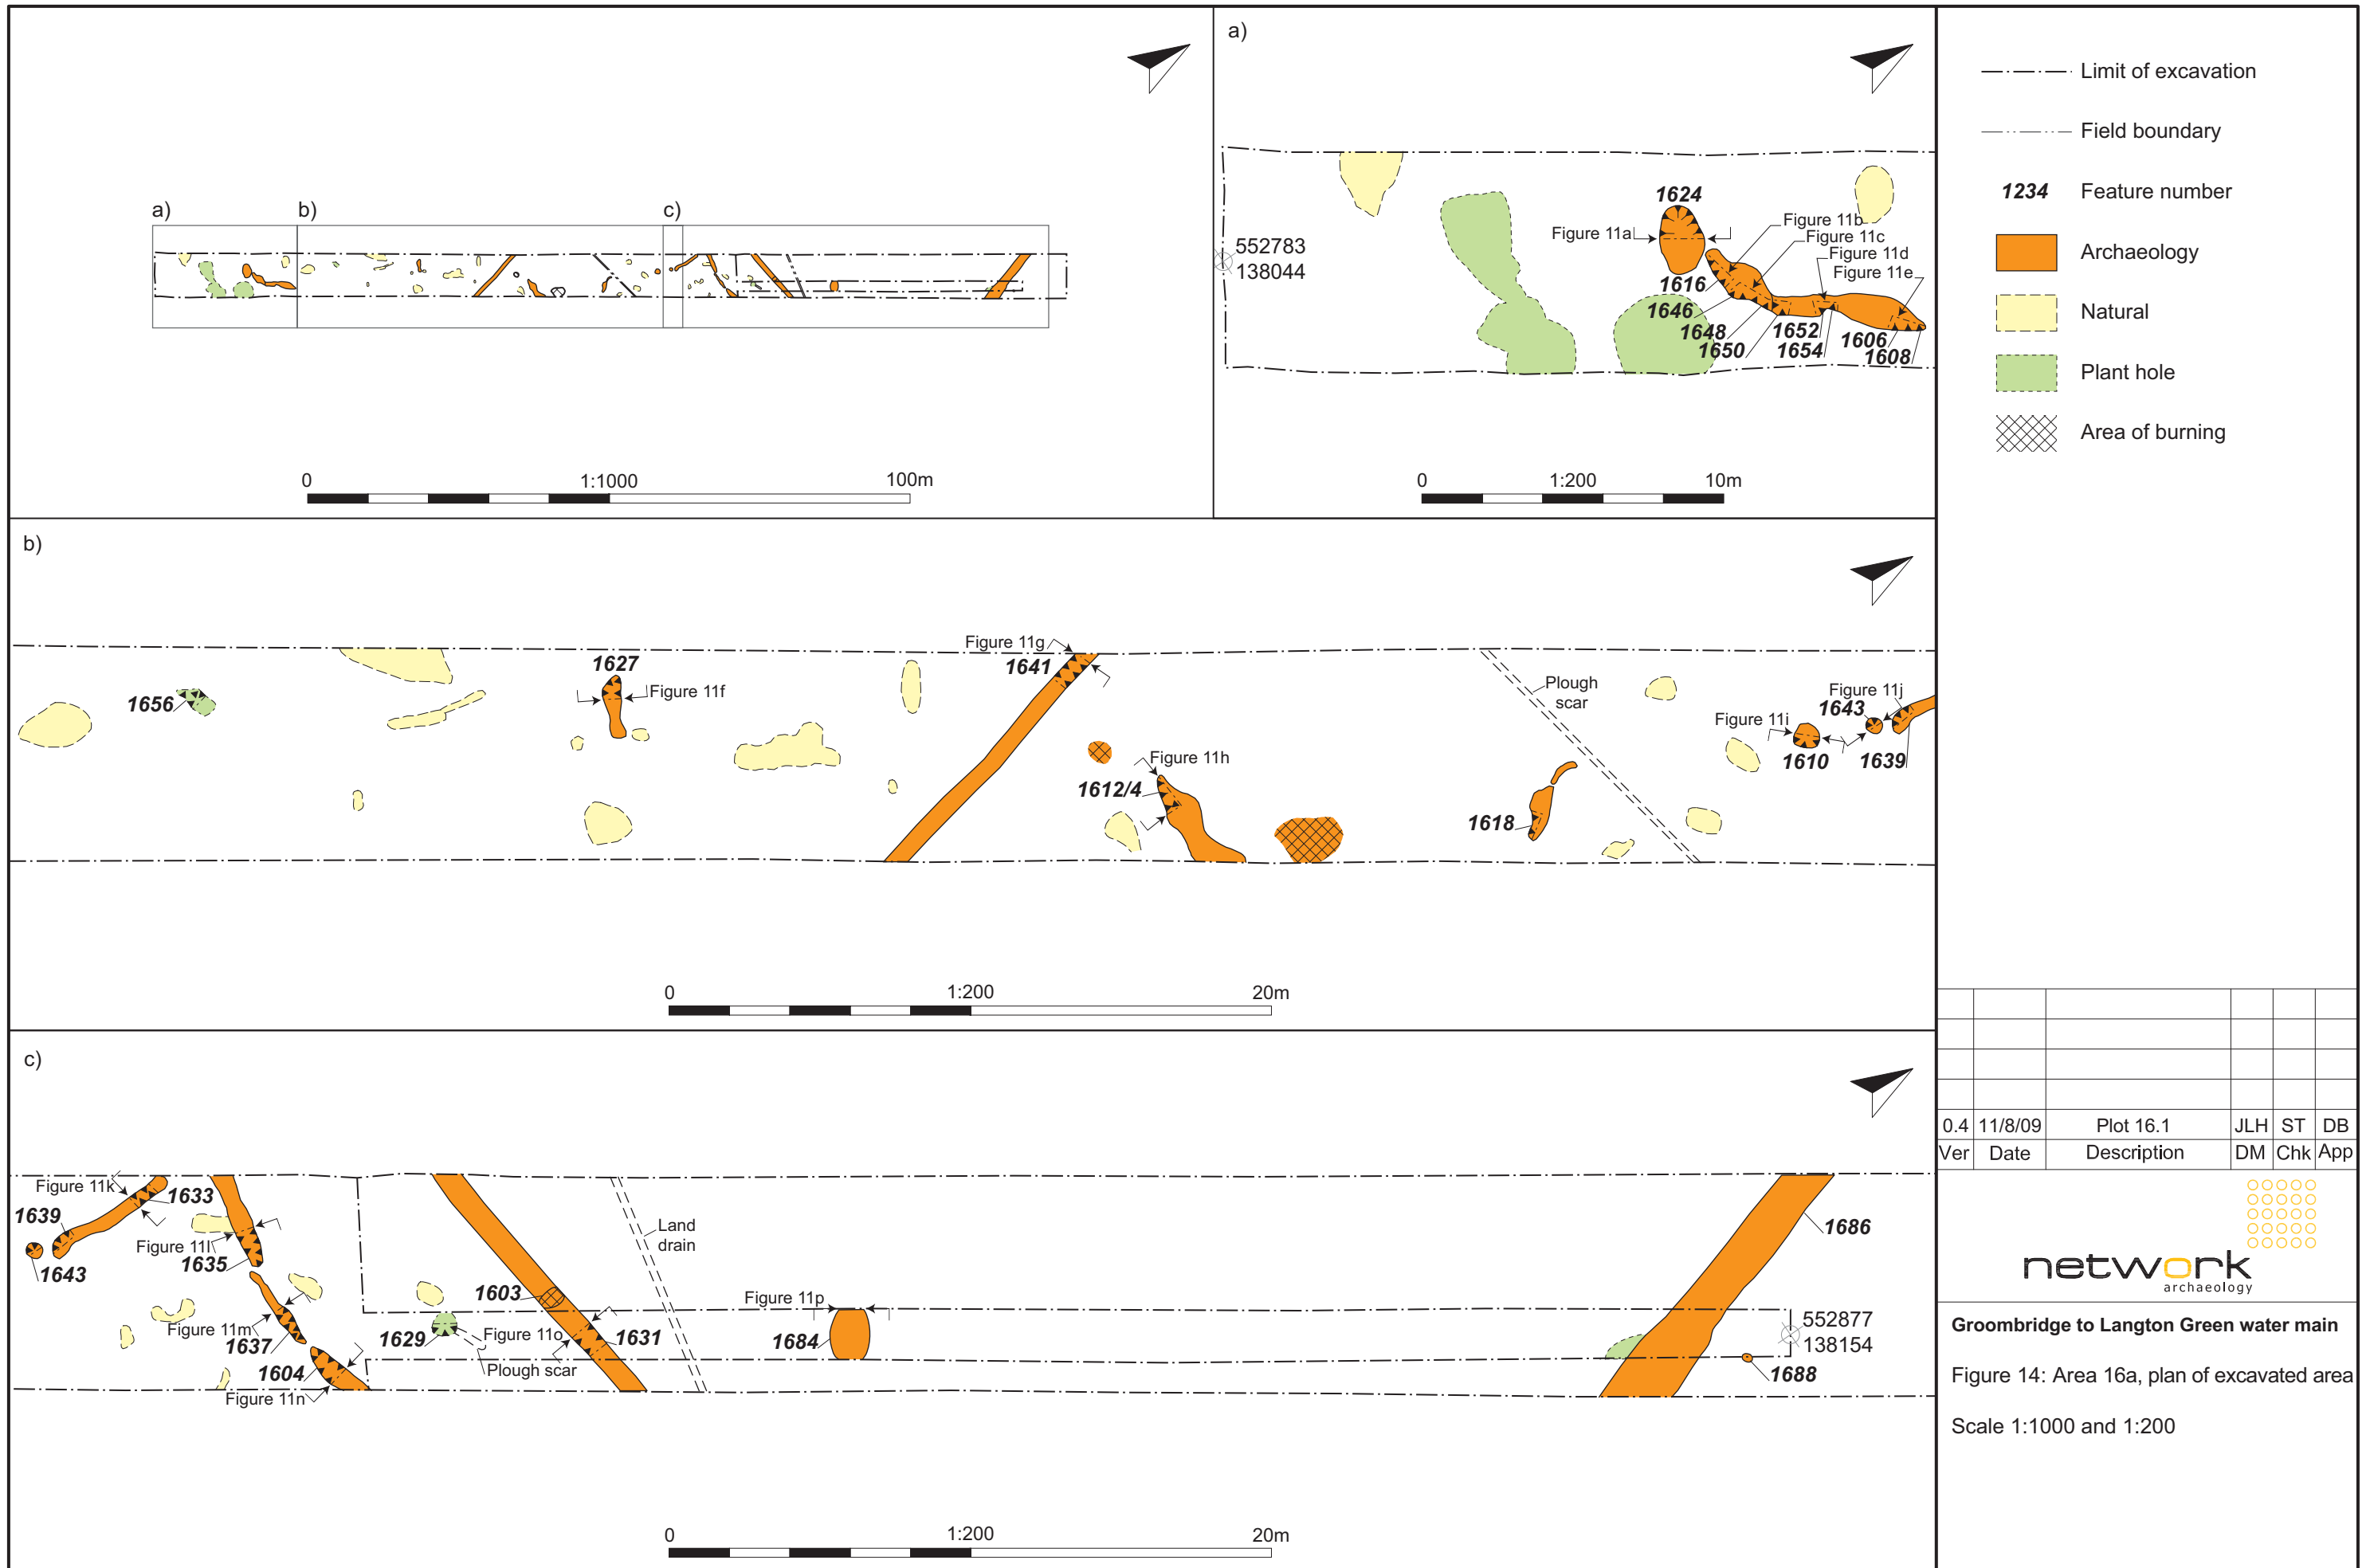 a)
b)
c)
0
1:1000
100m
a)
1624
Figure 11a
Figure 11b
Figure 11c
Figure 11d
Figure 11e
552783
138044
1616
1646
1648
1650
1652
1654
1606
1608
0
1:200
10m
Limit of excavation
Field boundary
1234 Feature number
Archaeology
Natural
Plant hole
Area of burning
b)
1656
1627
Figure 11f
Figure 11g
1641
Figure 11h
1612/4
1618
Plough
scar
Figure 11i
1610
Figure 11j
1643
1639
0
1:200
20m
c)
Figure 11k
1633
1639
1643
Figure 11l
1635
Figure 11m
1637
1604
Figure 11n
1629
1603
Figure 11o
Plough scar
1631
Land
drain
Figure 11p
1684
1686
552877
138154
1688
0
1:200
20m
0.4 11/8/09 Plot 16.1 JLH ST DB
Ver Date Description DM Chk App
network
archaeology
Groombridge to Langton Green water main
Figure 14: Area 16a, plan of excavated area
Scale 1:1000 and 1:200